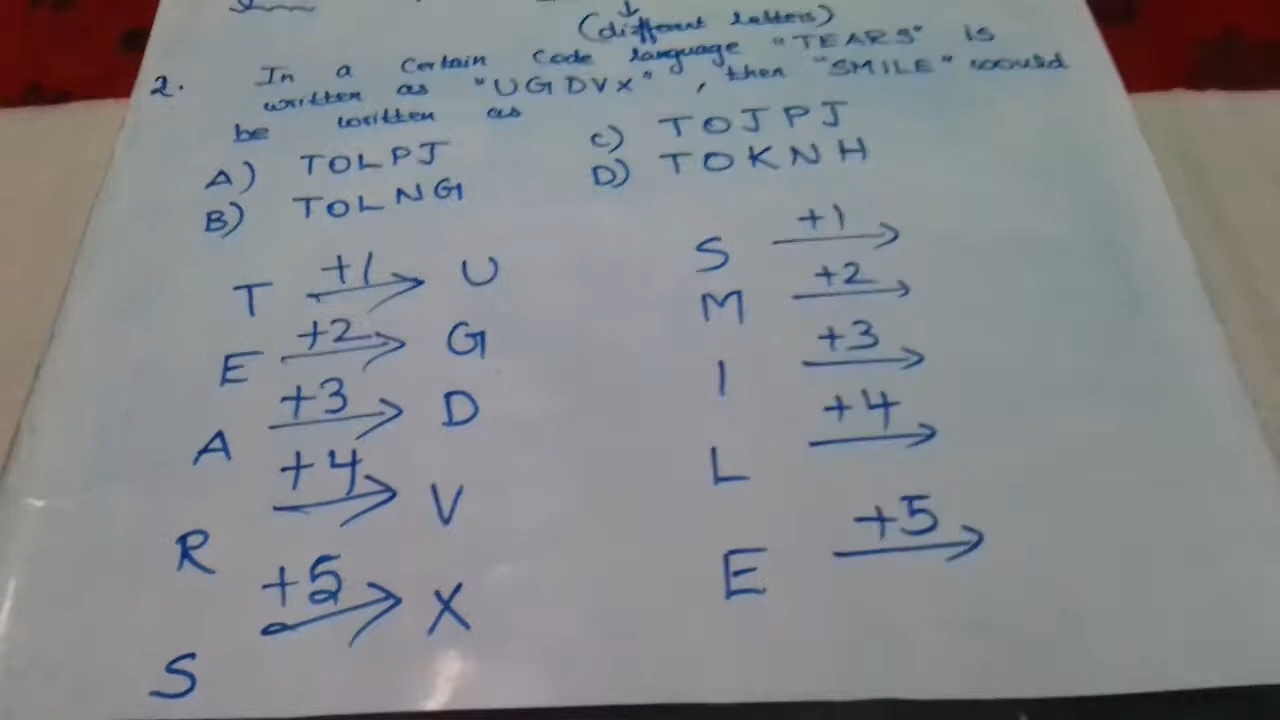 (different letters)
2. In a certain code language "TEARS" is
written as "UGDVX", then "SMILE" would
be written as
A) TOLPJ C) TOJPJ
B) TOLNG D) TOKNH
T +1 U S +1
E +2 G M +2
A +3 D I +3
R +4 V L +4
S +5 X E +5